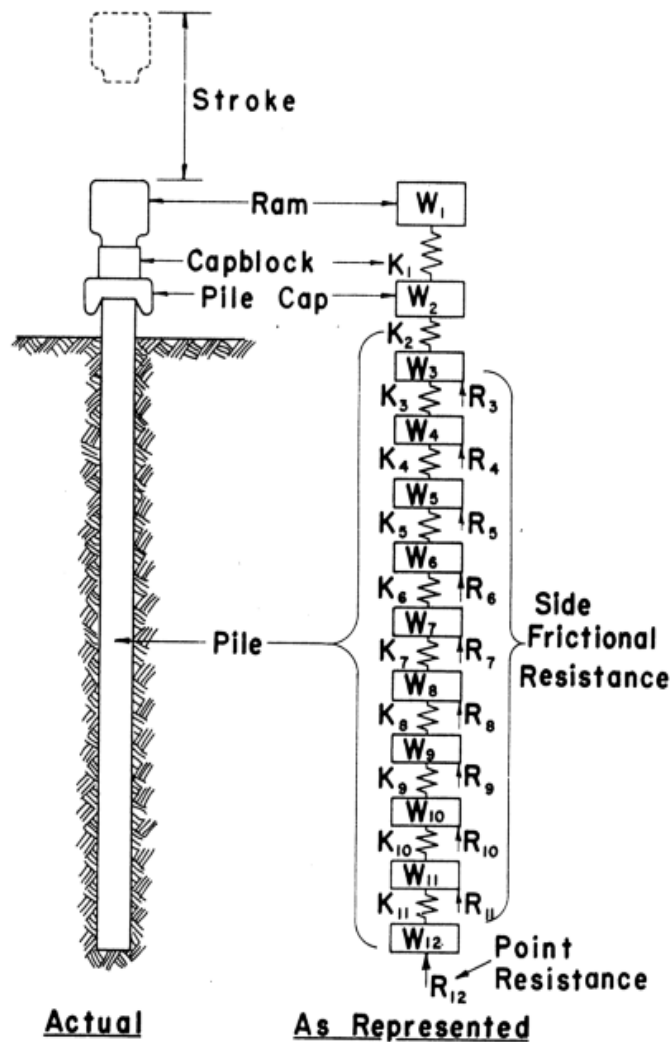 Stroke
Ram
W₁
Capblock
K₁
Pile Cap
W₂
K₂
W₃
K₃
R₃
W₄
K₄
R₄
W₅
K₅
R₅
W₆
K₆
R₆
Side
Frictional
Resistance
W₇
Pile
K₇
R₇
W₈
K₈
R₈
W₉
K₉
R₉
W₁₀
K₁₀
R₁₀
W₁₁
K₁₁
R₁₁
W₁₂
Point
Resistance
R₁₂
Actual
As Represented